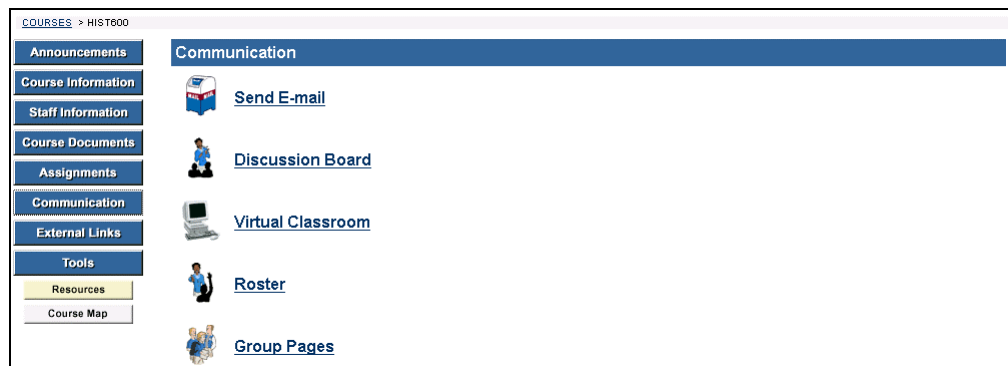 COURSES > HIST600
Announcements
Course Information
Staff Information
Course Documents
Assignments
Communication
External Links
Tools
Resources
Course Map
Communication
Send E-mail
Discussion Board
Virtual Classroom
Roster
Group Pages